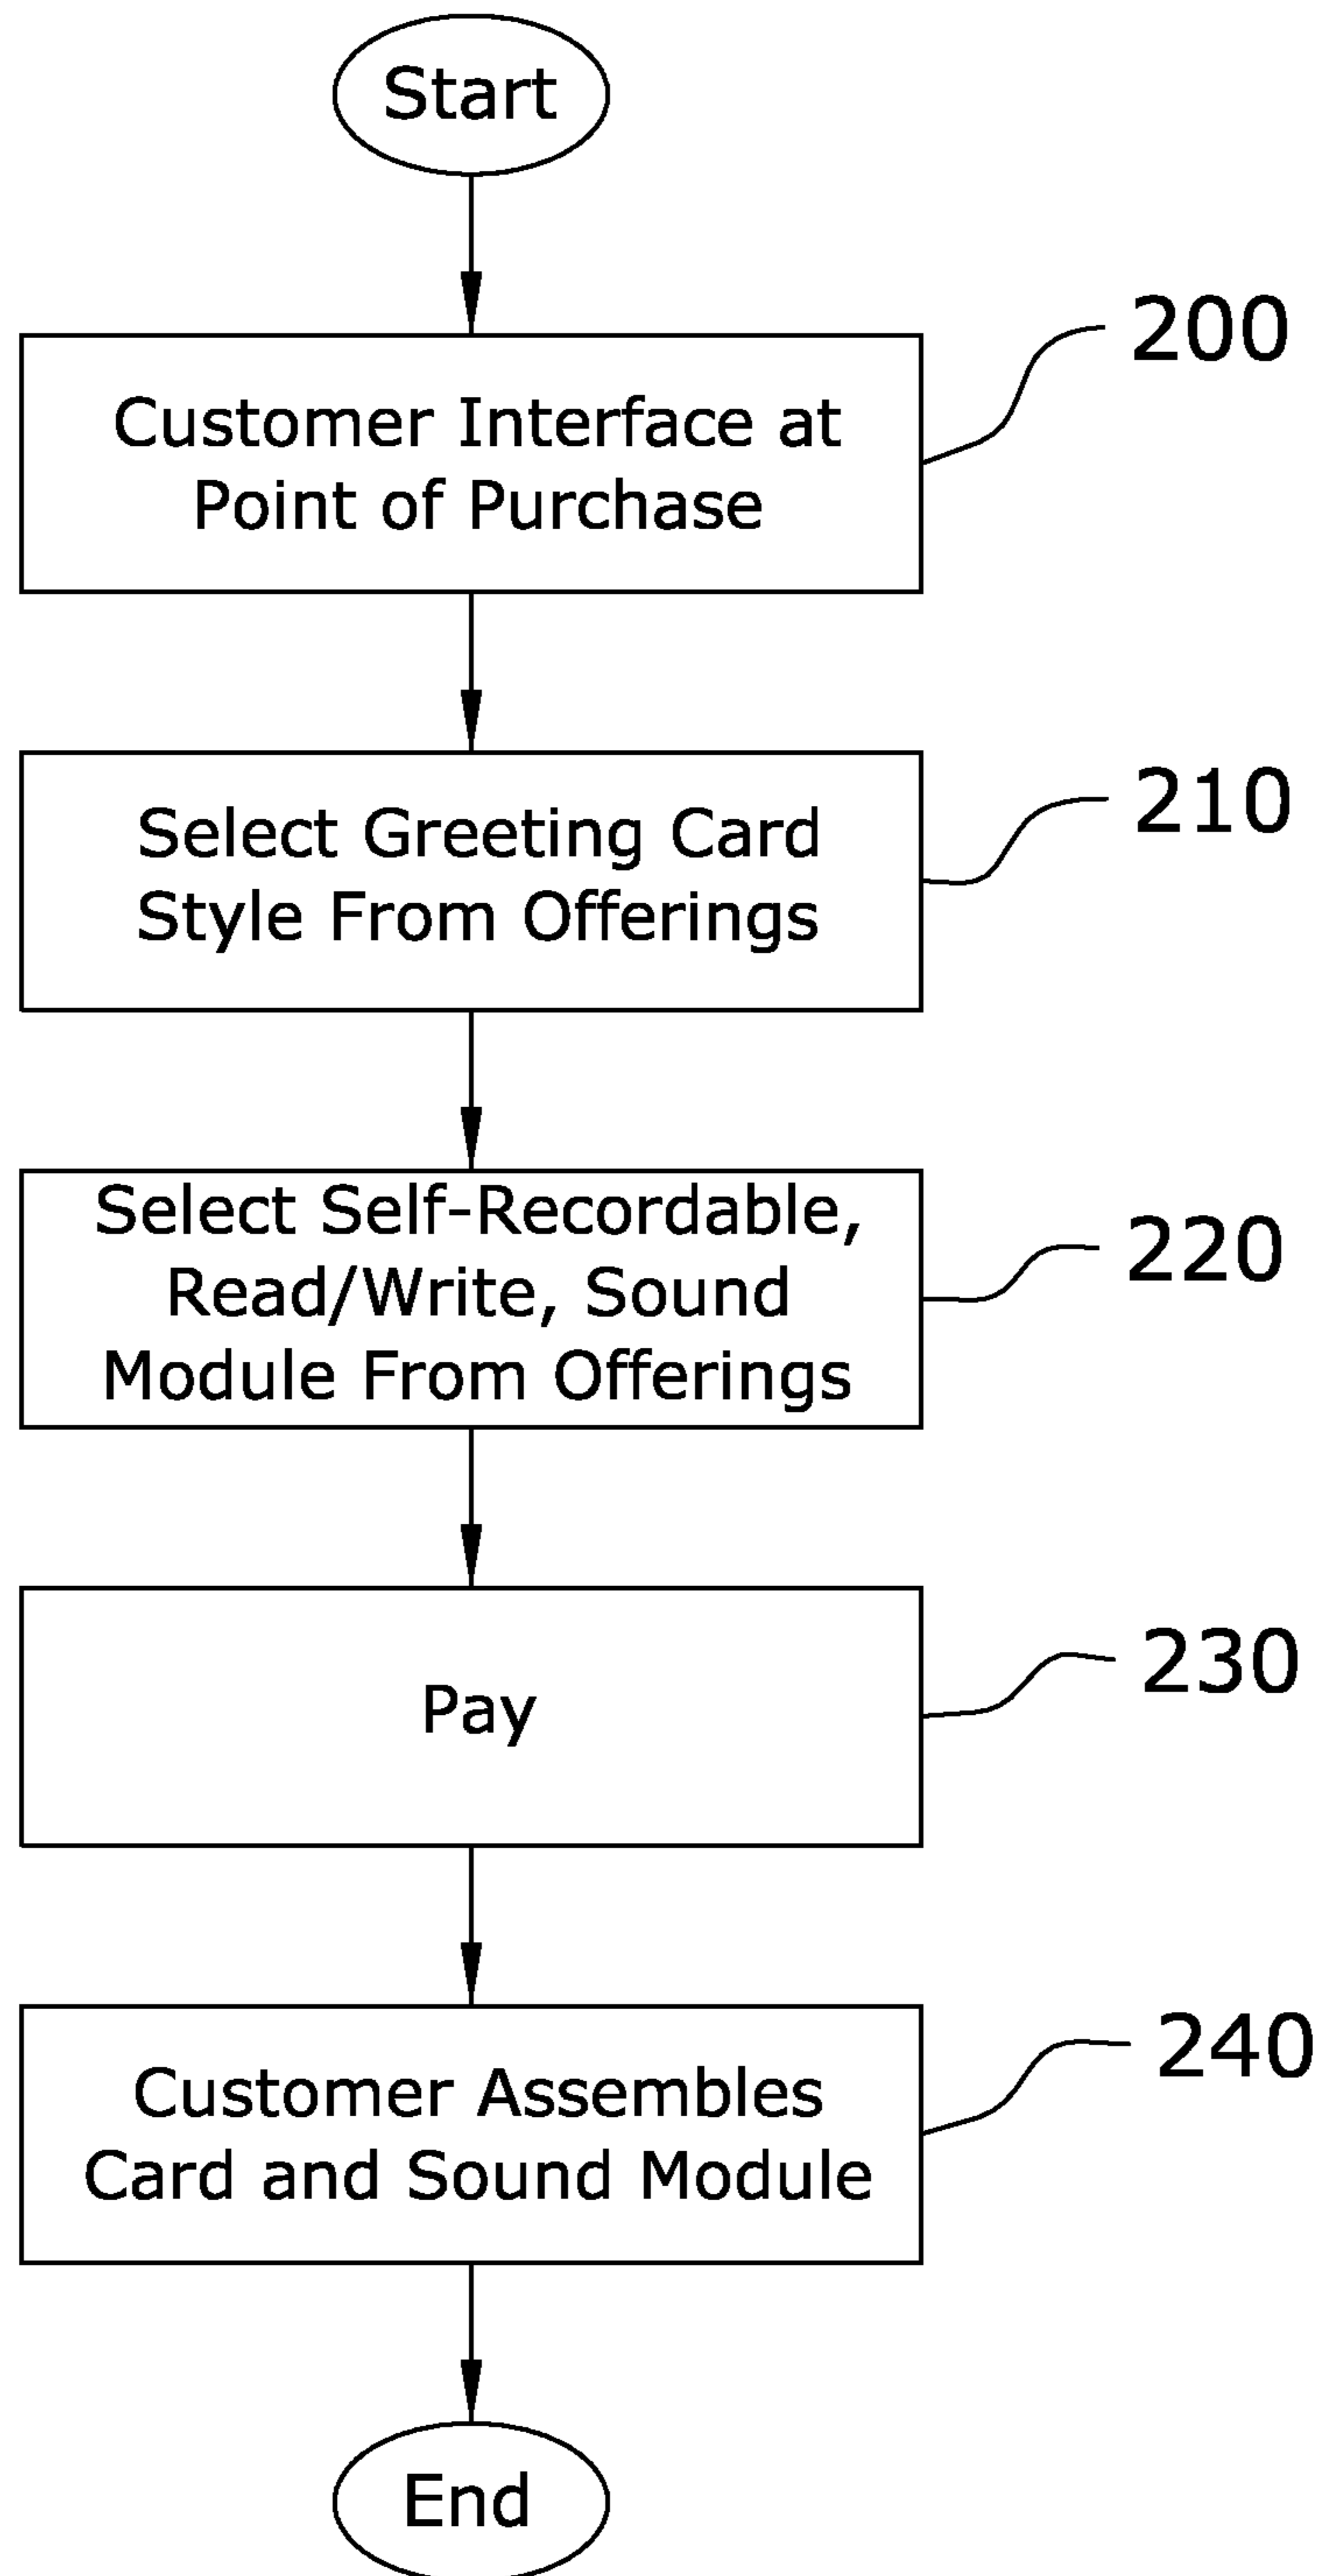 Start
Customer Interface at
Point of Purchase
200
Select Greeting Card
Style From Offerings
210
Select Self-Recordable,
Read/Write, Sound
Module From Offerings
220
Pay
230
Customer Assembles
Card and Sound Module
240
End